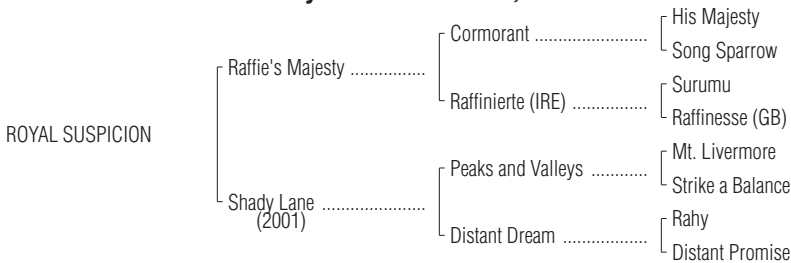 His Majesty
Cormorant
Song Sparrow
Raffie's Majesty
Surumu
Raffinierte (IRE)
Raffinesse (GB)
ROYAL SUSPICION
Mt. Livermore
Peaks and Valleys
Strike a Balance
Shady Lane
(2001)
Rahy
Distant Dream
Distant Promise